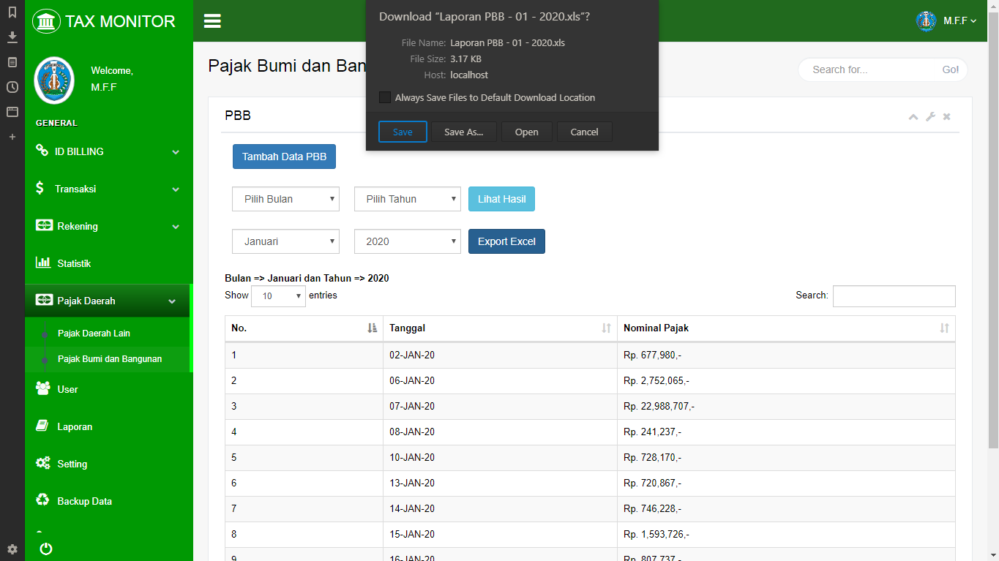 TAX MONITOR
M.F.F
Download “Laporan PBB - 01 - 2020.xls”?
File Name: Laporan PBB - 01 - 2020.xls
File Size: 3.17 KB
Host: localhost
Always Save Files to Default Download Location
Save Save As... Open Cancel
Welcome,
M.F.F
GENERAL
ID BILLING
Transaksi
Rekening
Statistik
Pajak Daerah
Pajak Daerah Lain
Pajak Bumi dan Bangunan
User
Laporan
Setting
Backup Data
Pajak Bumi dan Ban
Search for... Go!
PBB
Tambah Data PBB
Pilih Bulan Pilih Tahun Lihat Hasil
Januari 2020 Export Excel
Bulan => Januari dan Tahun => 2020
Show 10 entries Search:
No. Tanggal Nominal Pajak
1 02-JAN-20 Rp. 677,980,-
2 06-JAN-20 Rp. 2,752,065,-
3 07-JAN-20 Rp. 22,988,707,-
4 08-JAN-20 Rp. 241,237,-
5 10-JAN-20 Rp. 728,170,-
6 13-JAN-20 Rp. 720,867,-
7 14-JAN-20 Rp. 746,228,-
8 15-JAN-20 Rp. 1,593,726,-
9 16-JAN-20 Rp. 807,737,-